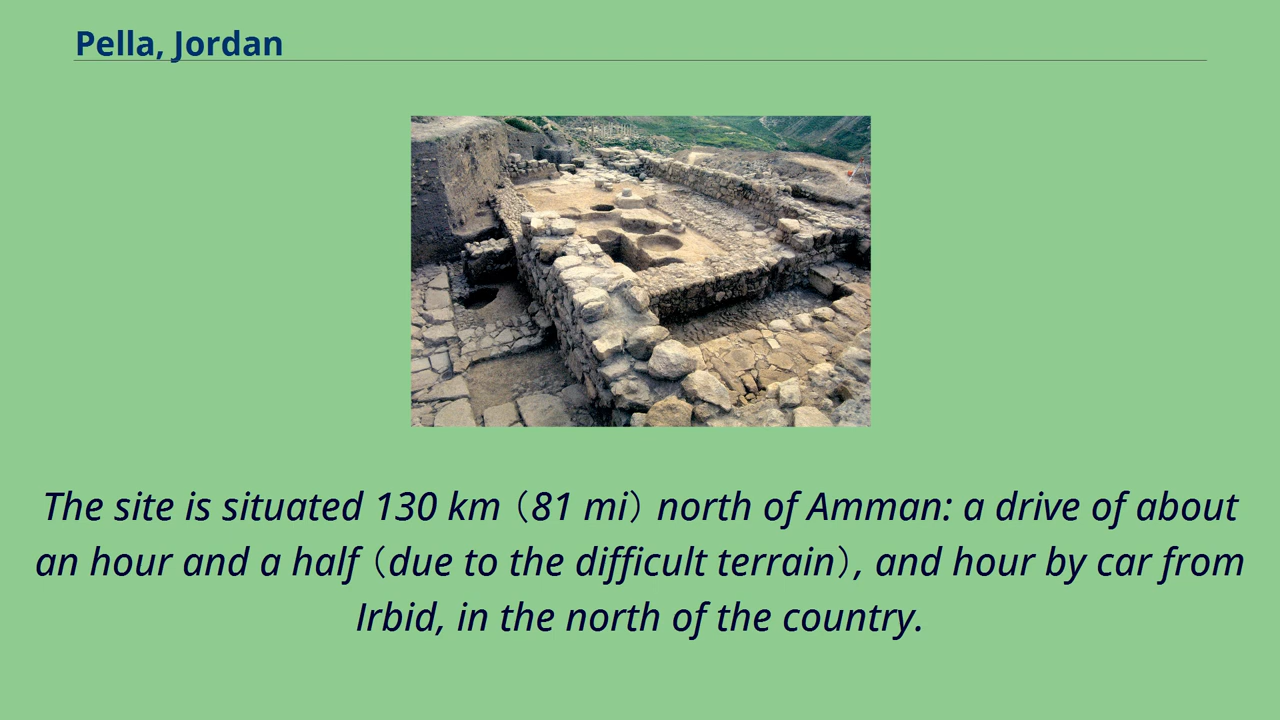 Pella, Jordan
The site is situated 130 km （81 mi） north of Amman: a drive of about
an hour and a half （due to the difficult terrain）, and hour by car from
Irbid, in the north of the country.